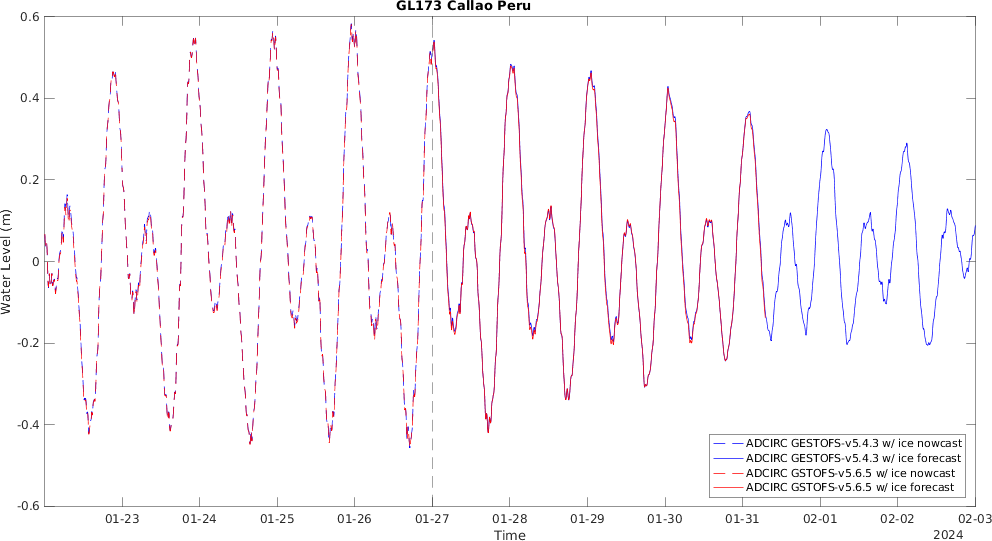 GL173 Callao Peru
0.6
0.4
0.2
0
-0.2
-0.4
-0.6
Water Level (m)
ADCIRC GESTOFS-v5.4.3 w/ ice nowcast
ADCIRC GESTOFS-v5.4.3 w/ ice forecast
ADCIRC GSTOFS-v5.6.5 w/ ice nowcast
ADCIRC GSTOFS-v5.6.5 w/ ice forecast
01-23 01-24 01-25 01-26 01-27 01-28 01-29 01-30 01-31 02-01 02-02 02-03
Time
2024